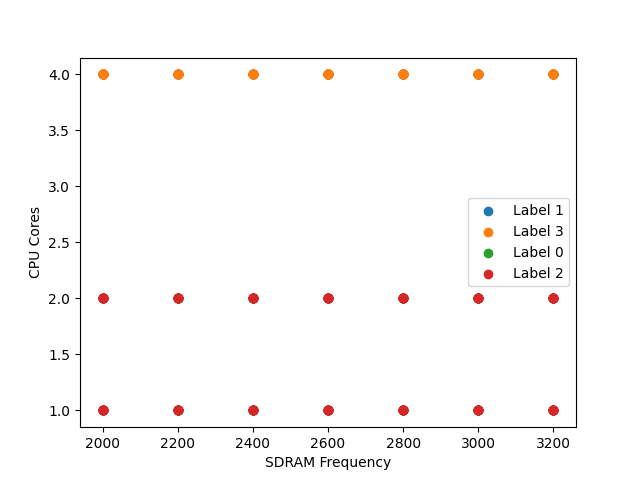 4.0
3.5
3.0
2.5
2.0
1.5
1.0
CPU Cores
Label 1
Label 3
Label 0
Label 2
2000 2200 2400 2600 2800 3000 3200
SDRAM Frequency